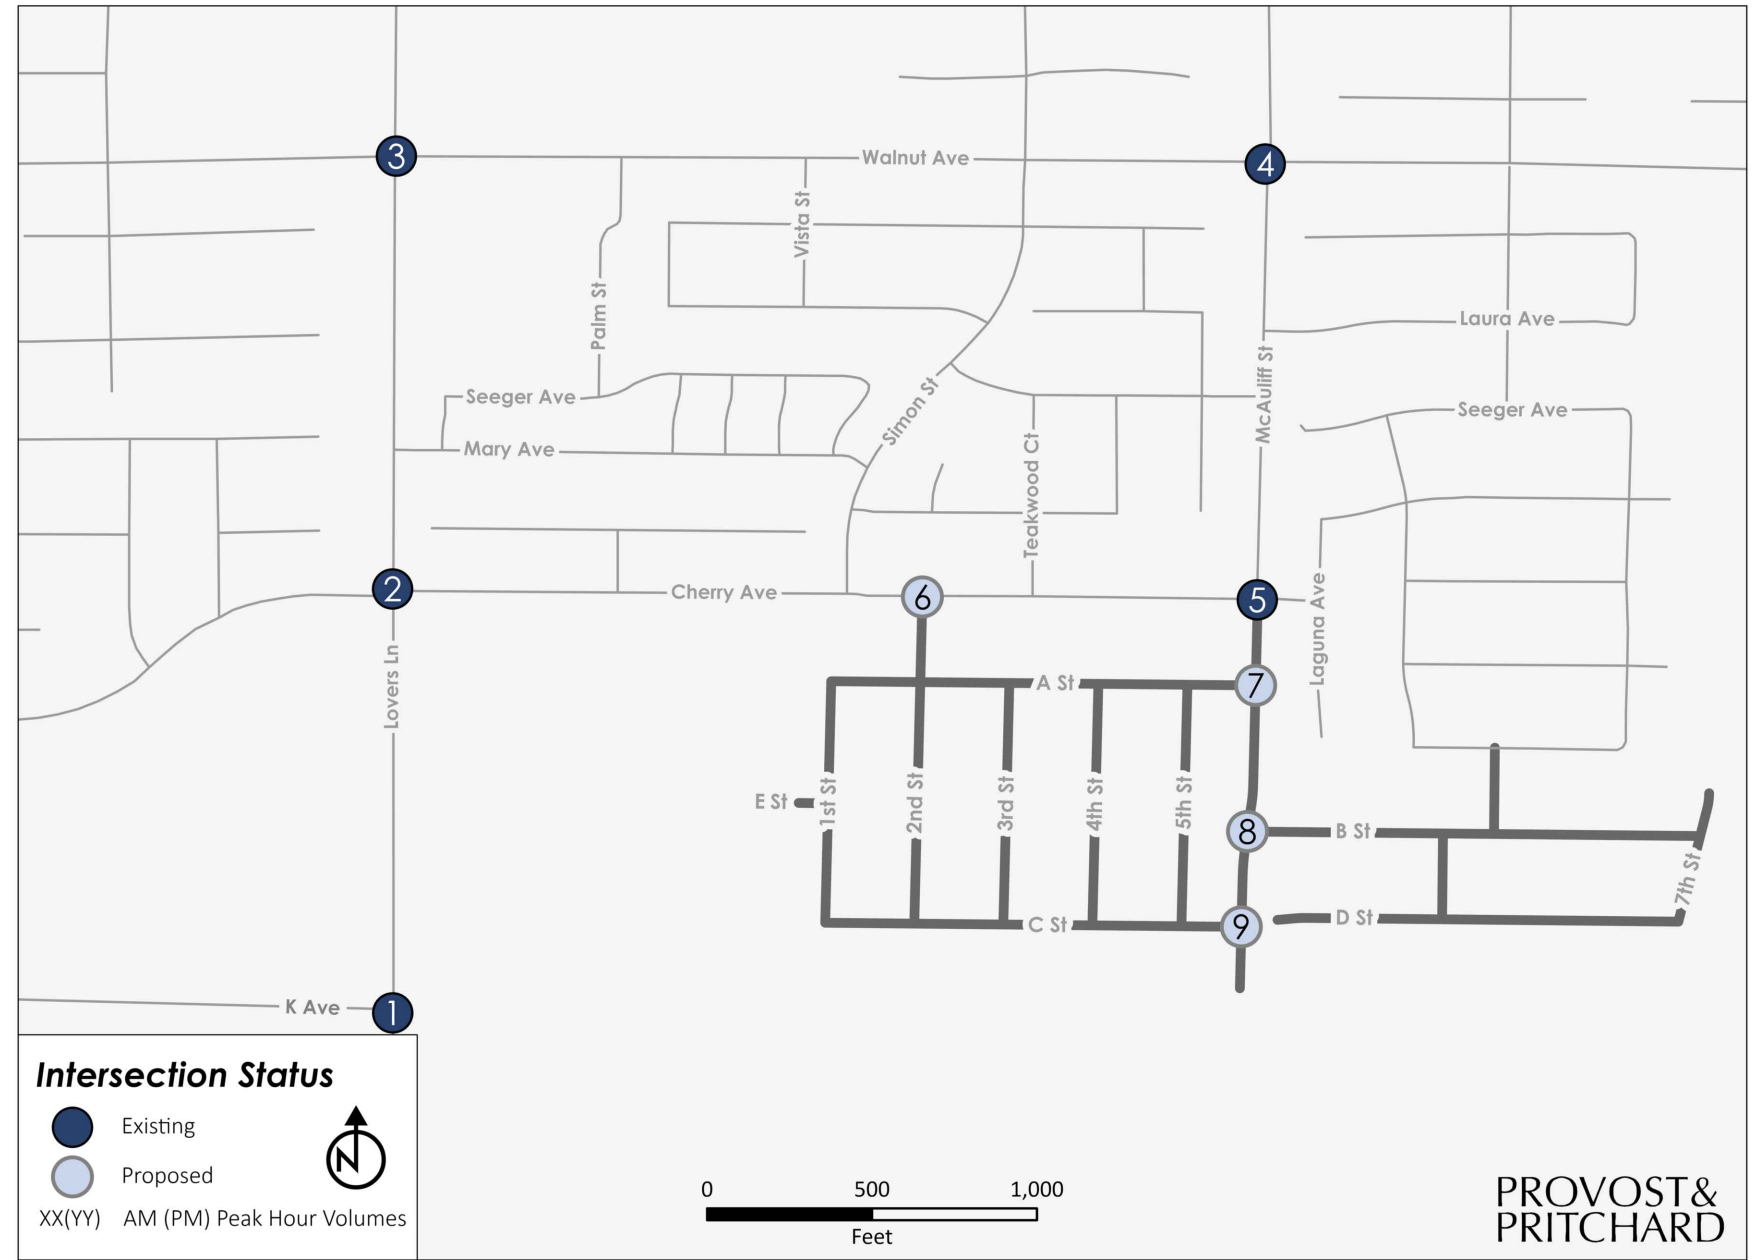 3
Walnut Ave
4
Vista St
Palm St
Laura Ave
McAuliff St
Seeger Ave
Simon St
Seeger Ave
Mary Ave
Teakwood Ct
2
Cherry Ave
6
5
Laguna Ave
Lovers Ln
A St
7
E St
1st St
2nd St
3rd St
4th St
5th St
8
B St
7th St
C St
9
D St
K Ave
1
Intersection Status
Existing
Proposed
N
XX(YY) AM (PM) Peak Hour Volumes
0 500 1,000
Feet
PROVOST&
PRITCHARD